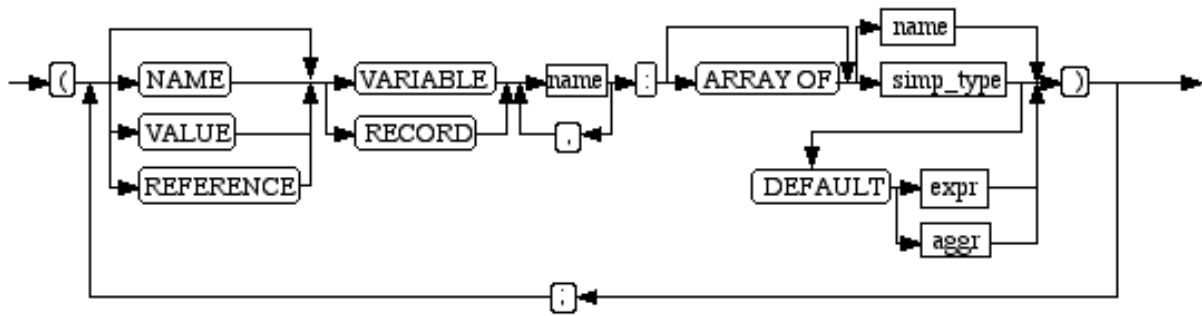 name
( NAME VARIABLE name : ARRAY OF simp_type )
VALUE RECORD ,
REFERENCE DEFAULT expr
aggr
;